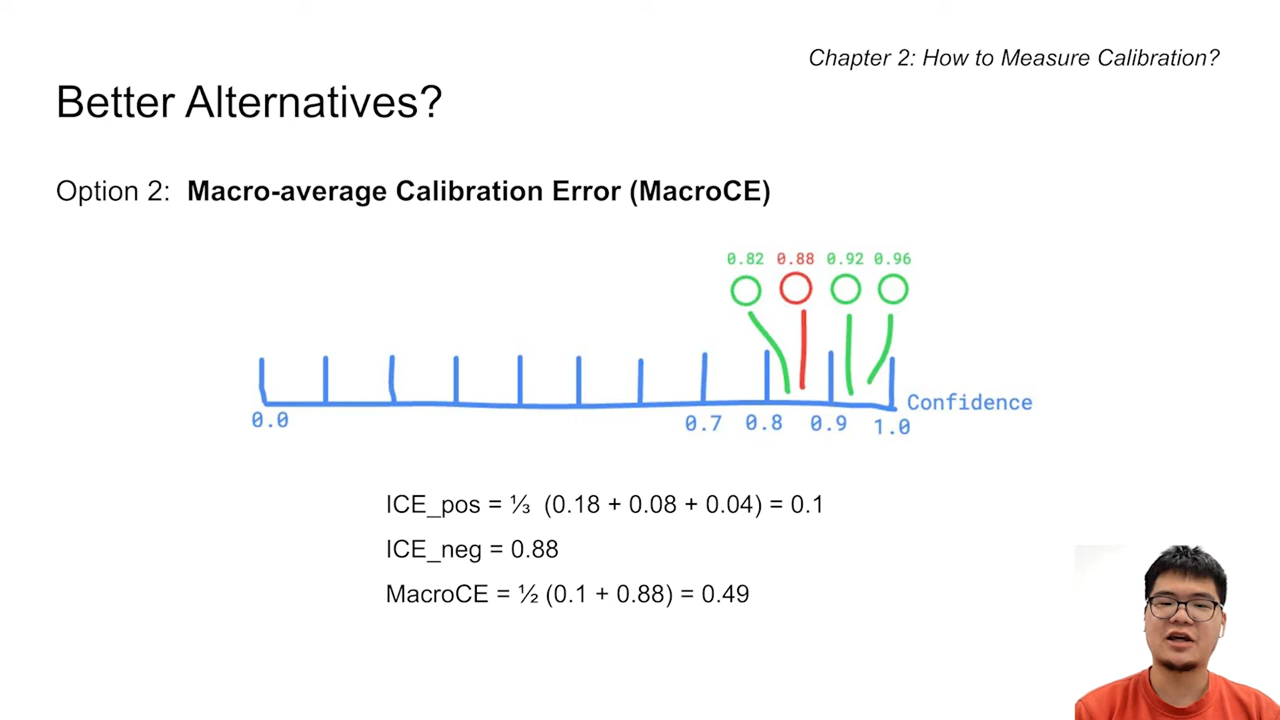 Chapter 2: How to Measure Calibration?
Better Alternatives?
Option 2: Macro-average Calibration Error (MacroCE)
0.82 0.88 0.92 0.96
Confidence
0.0 0.7 0.8 0.9 1.0
ICE_pos = ⅓ (0.18 + 0.08 + 0.04) = 0.1
ICE_neg = 0.88
MacroCE = ½ (0.1 + 0.88) = 0.49